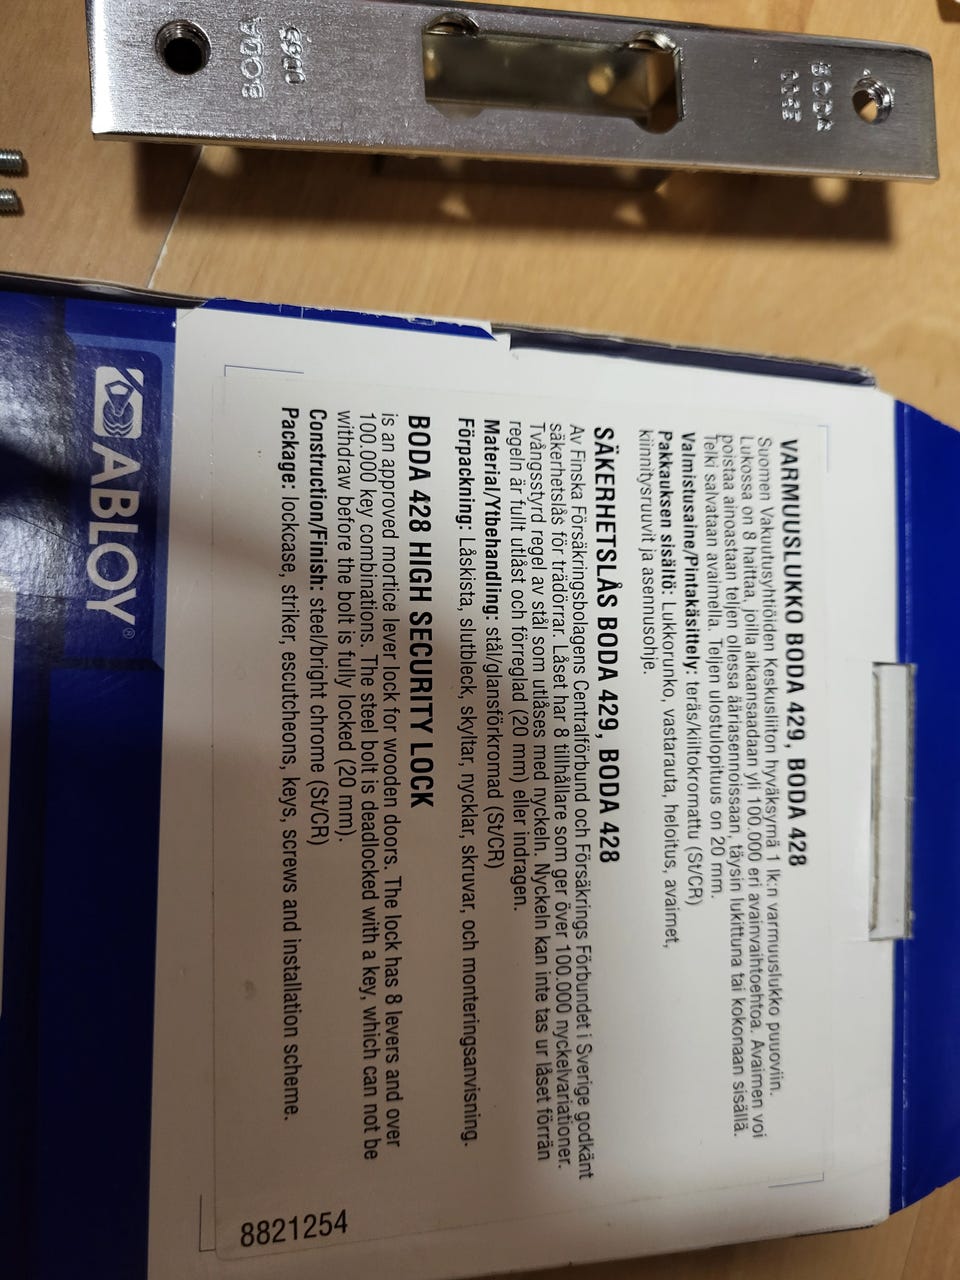 BODA
3393
BODA
3393
VARMUUSLUKKO BODA 429, BODA 428
Suomen Vakuutusyhtiöiden Keskusliiton hyväksymä 1 lk:n varmuuslukko puuoviin.
Lukossa on 8 haittaa, joilla aikaansaadaan yli 100.000 eri avainvaihtoehtoa. Avaimen voi
poistaa ainoastaan teljen ollessa ääriasennoissaan, täysin lukittuna tai kokonaan sisällä.
Telki salvataan avaimella. Teljen ulostulopituus on 20 mm.
Valmistusaine/Pintakäsittely: teräs/kiiltokromattu (St/CR)
Pakkauksen sisältö: Lukkorunko, vastarauta, heloitus, avaimet,
kiinnitysruuvit ja asennusohje.
SÄKERHETSLÅS BODA 429, BODA 428
Av Finska Försäkringsbolagens Centralförbund och Försäkrings Förbundet i Sverige godkänt
säkerhetslås för trädörrar. Låset har 8 tillhållare som ger över 100.000 nyckelvariationer.
Tvångsstyrd regel av stål som utlåses med nyckeln. Nyckeln kan inte tas ur låset förrän
regeln är fullt utlåst och förreglad (20 mm) eller indragen.
Material/Ytbehandling: stål/glansförkromad (St/CR)
Förpackning: Låskista, slutbleck, skyltar, nycklar, skruvar, och monteringsanvisning.
BODA 428 HIGH SECURITY LOCK
is an approved mortice lever lock for wooden doors. The lock has 8 levers and over
100.000 key combinations. The steel bolt is deadlocked with a key, which can not be
withdraw before the bolt is fully locked (20 mm).
Construction/Finish: steel/bright chrome (St/CR)
Package: lockcase, striker, escutcheons, keys, screws and installation scheme.
8821254
ABLOY®